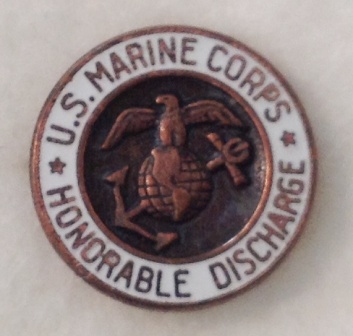 U.S. MARINE CORPS
HONORABLE DISCHARGE